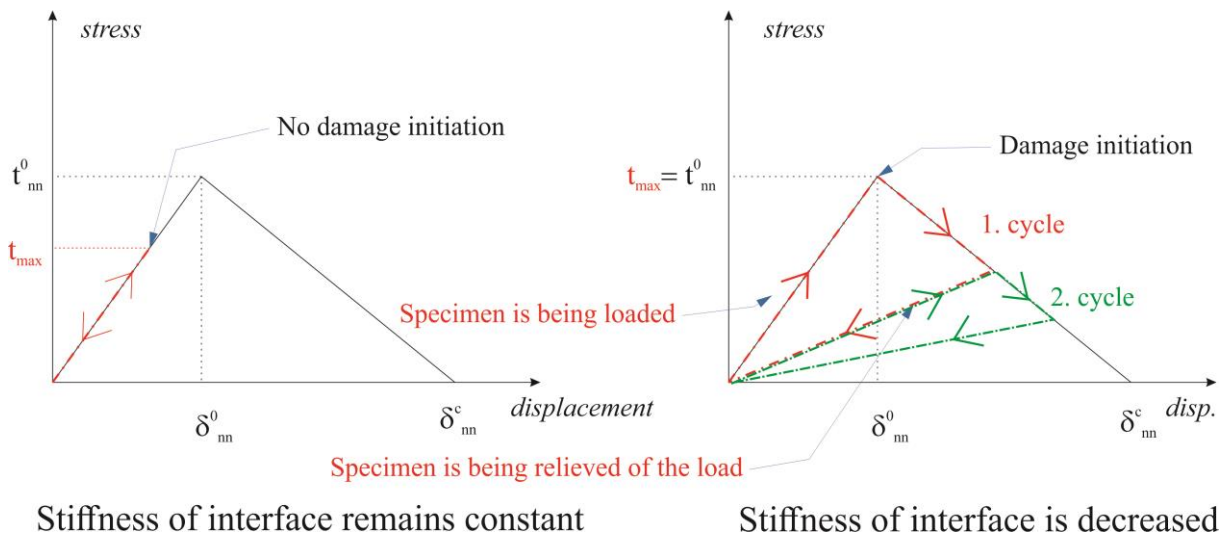 stress
No damage initiation
t⁰ₙₙ
tₘₐₓ
δ⁰ₙₙ
δᶜₙₙ
displacement
Stiffness of interface remains constant
stress
Damage initiation
tₘₐₓ= t⁰ₙₙ
1. cycle
Specimen is being loaded
2. cycle
δ⁰ₙₙ
δᶜₙₙ
disp.
Specimen is being relieved of the load
Stiffness of interface is decreased